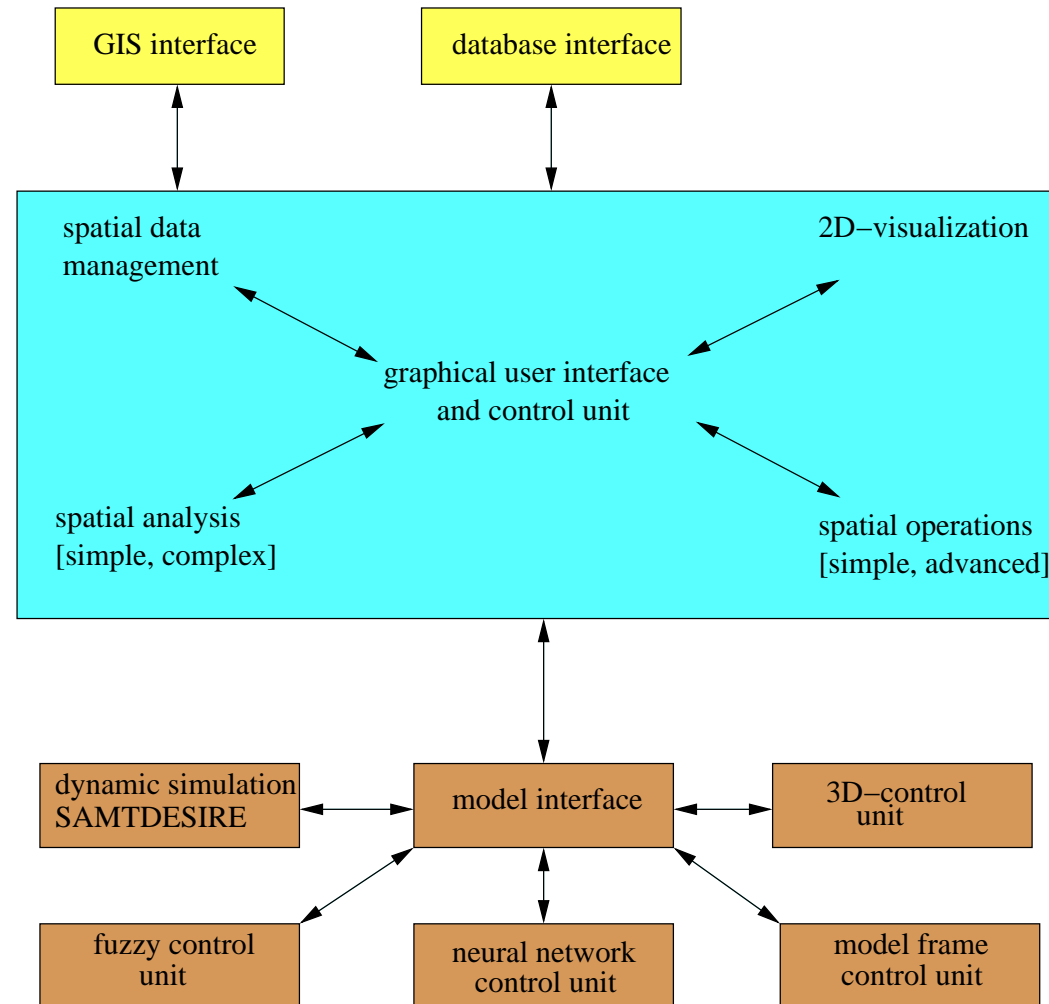 GIS interface
database interface
spatial data
management
2D−visualization
graphical user interface
and control unit
spatial analysis
[simple, complex]
spatial operations
[simple, advanced]
dynamic simulation
SAMTDESIRE
model interface
3D−control
unit
fuzzy control
unit
neural network
control unit
model frame
control unit